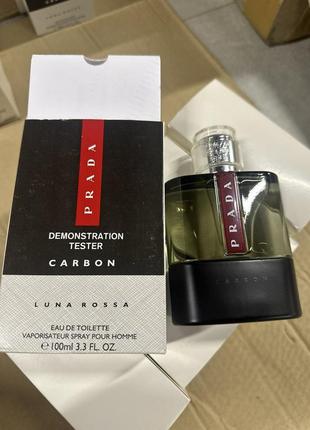 PRADA
DEMONSTRATION
TESTER
CARBON
LUNA ROSSA
EAU DE TOILETTE
VAPORISATEUR SPRAY POUR HOMME
℮100ml 3.3 FL. OZ.
PRADA
CARBON